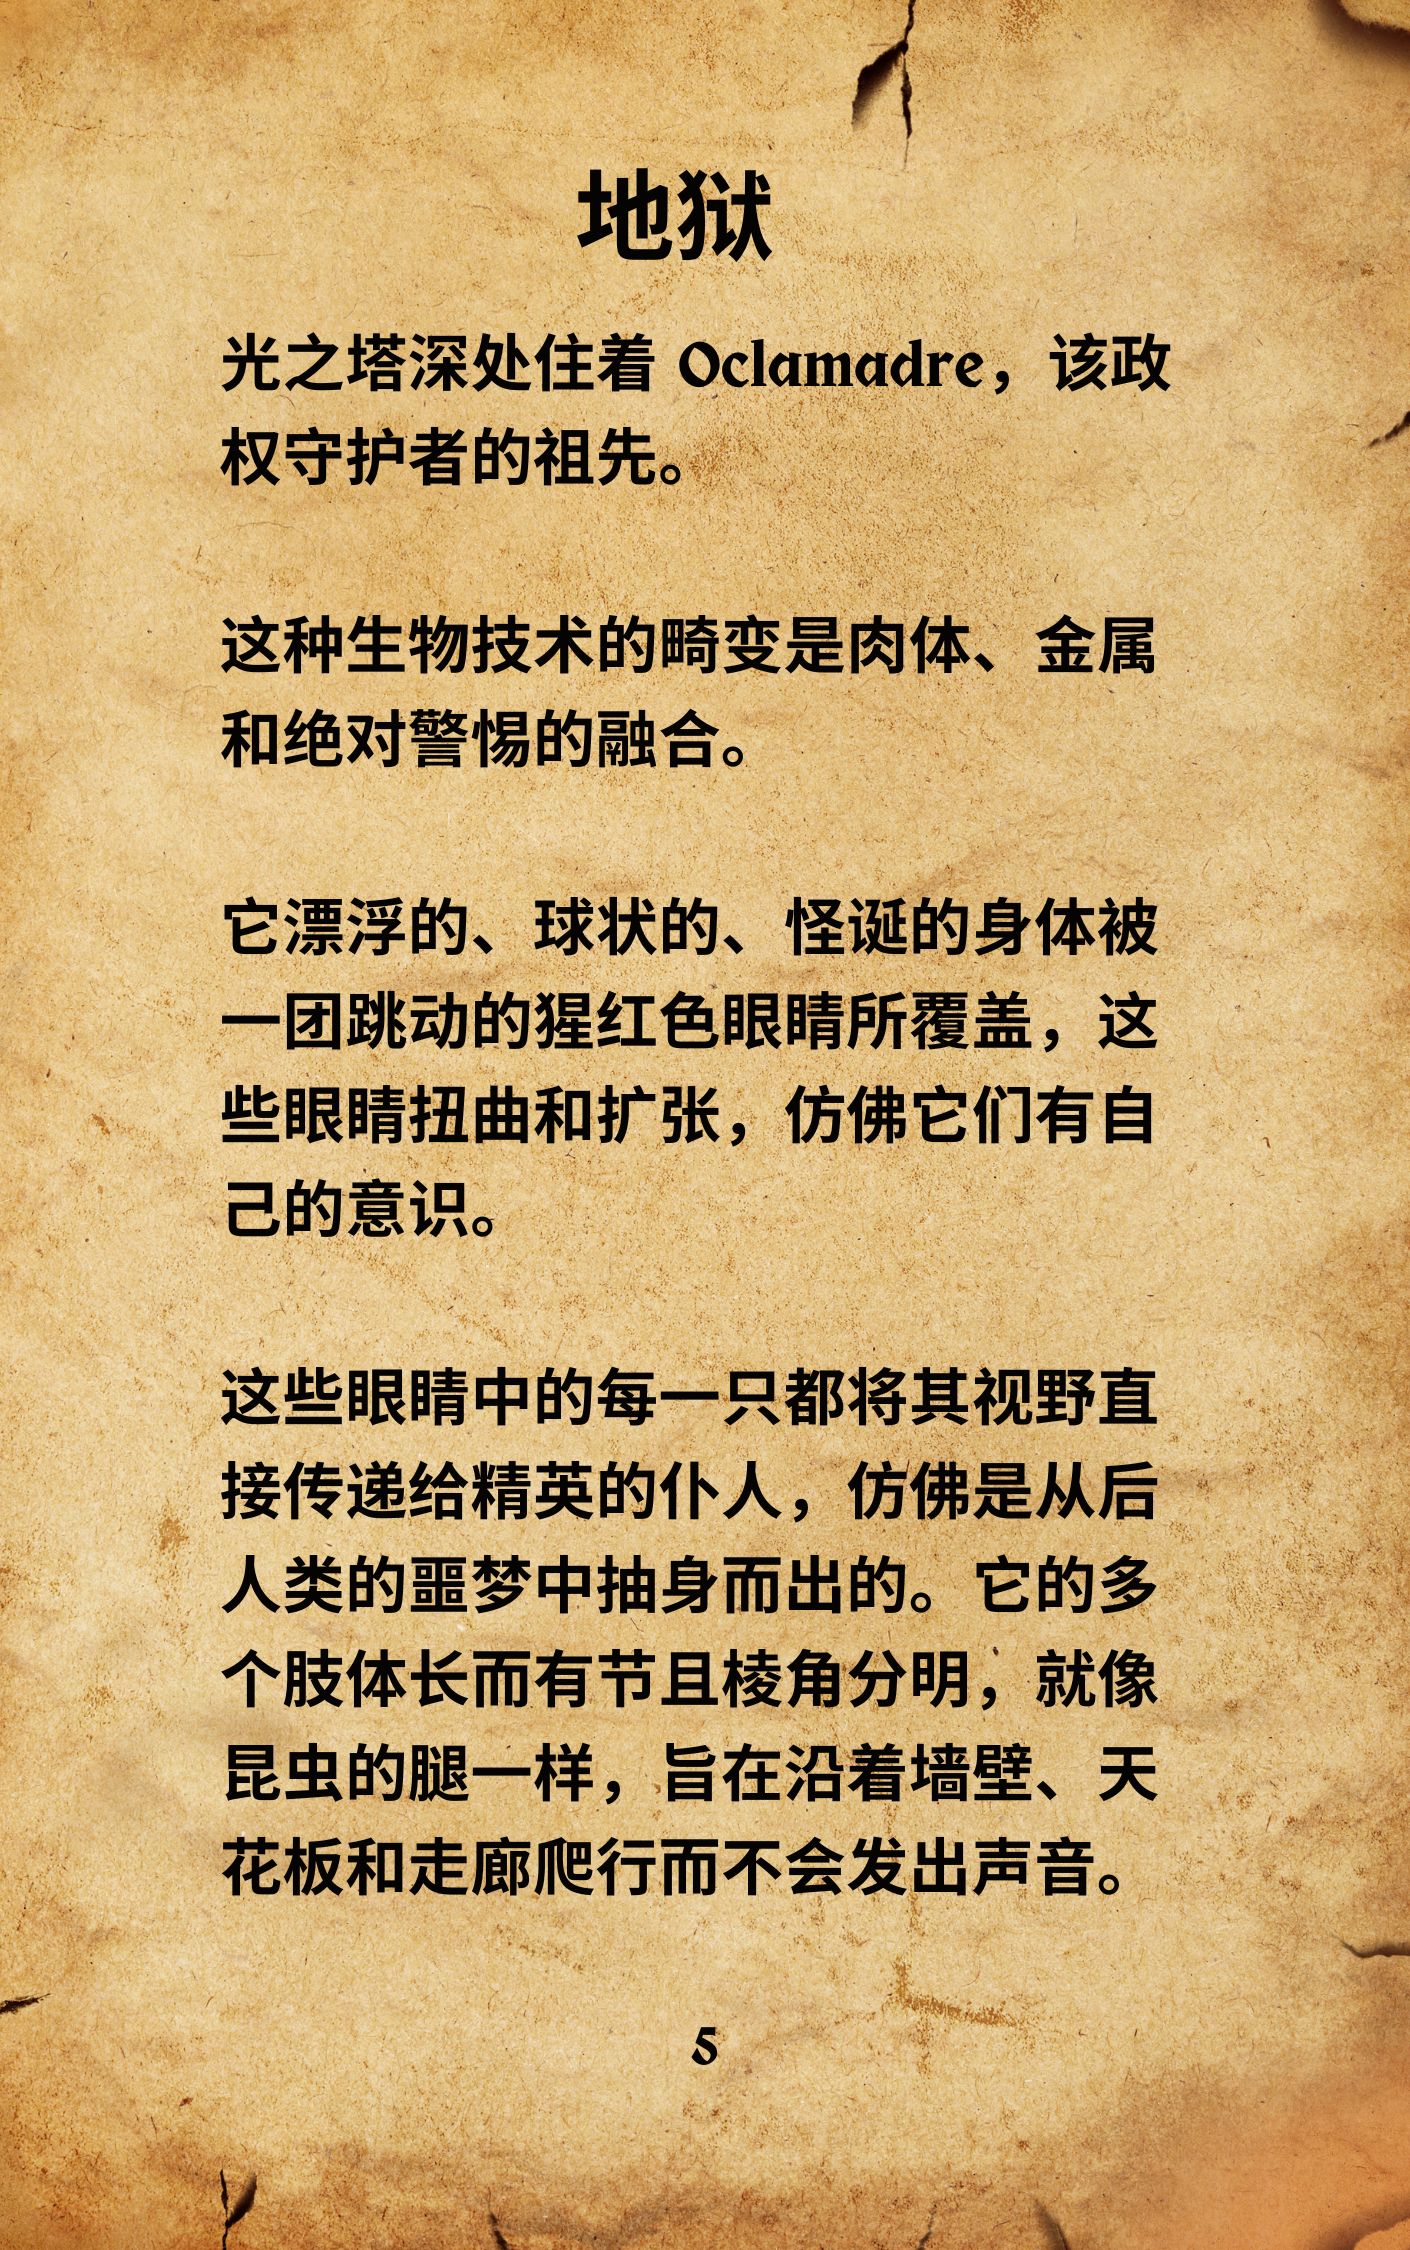 地狱
光之塔深处住着 Oclamadre，该政
权守护者的祖先。
这种生物技术的畸变是肉体、金属
和绝对警惕的融合。
它漂浮的、球状的、怪诞的身体被
一团跳动的猩红色眼睛所覆盖，这
些眼睛扭曲和扩张，仿佛它们有自
己的意识。
这些眼睛中的每一只都将其视野直
接传递给精英的仆人，仿佛是从后
人类的噩梦中抽身而出的。它的多
个肢体长而有节且棱角分明，就像
昆虫的腿一样，旨在沿着墙壁、天
花板和走廊爬行而不会发出声音。
5